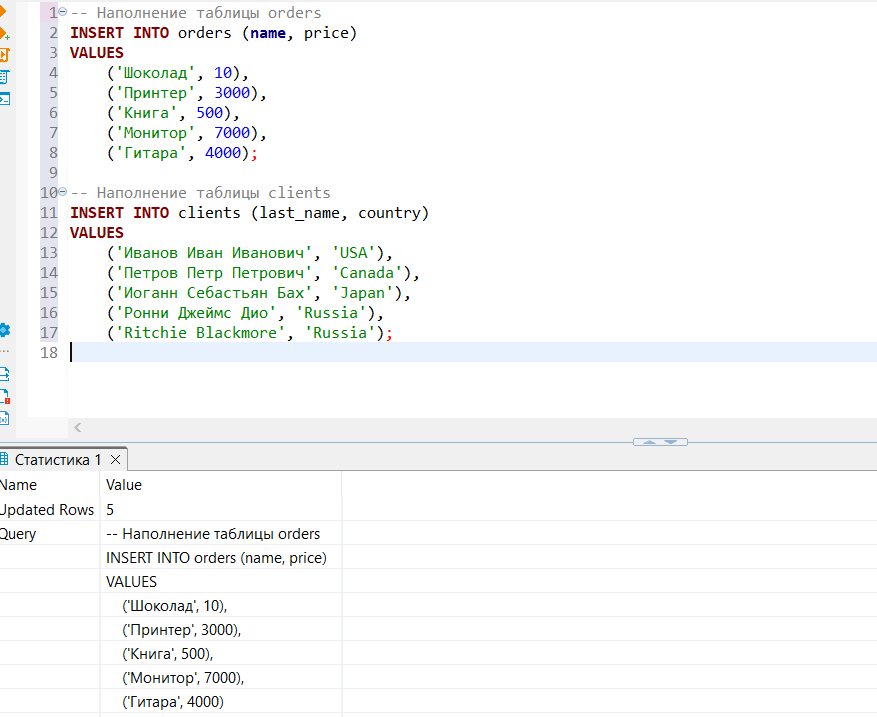 1 -- Наполнение таблицы orders
2 INSERT INTO orders (name, price)
3 VALUES
4 ('Шоколад', 10),
5 ('Принтер', 3000),
6 ('Книга', 500),
7 ('Монитор', 7000),
8 ('Гитара', 4000);
9
10 -- Наполнение таблицы clients
11 INSERT INTO clients (last_name, country)
12 VALUES
13 ('Иванов Иван Иванович', 'USA'),
14 ('Петров Петр Петрович', 'Canada'),
15 ('Иоганн Себастьян Бах', 'Japan'),
16 ('Ронни Джеймс Дио', 'Russia'),
17 ('Ritchie Blackmore', 'Russia');
18
Статистика 1
Name Value
Updated Rows 5
Query -- Наполнение таблицы orders
INSERT INTO orders (name, price)
VALUES
('Шоколад', 10),
('Принтер', 3000),
('Книга', 500),
('Монитор', 7000),
('Гитара', 4000)